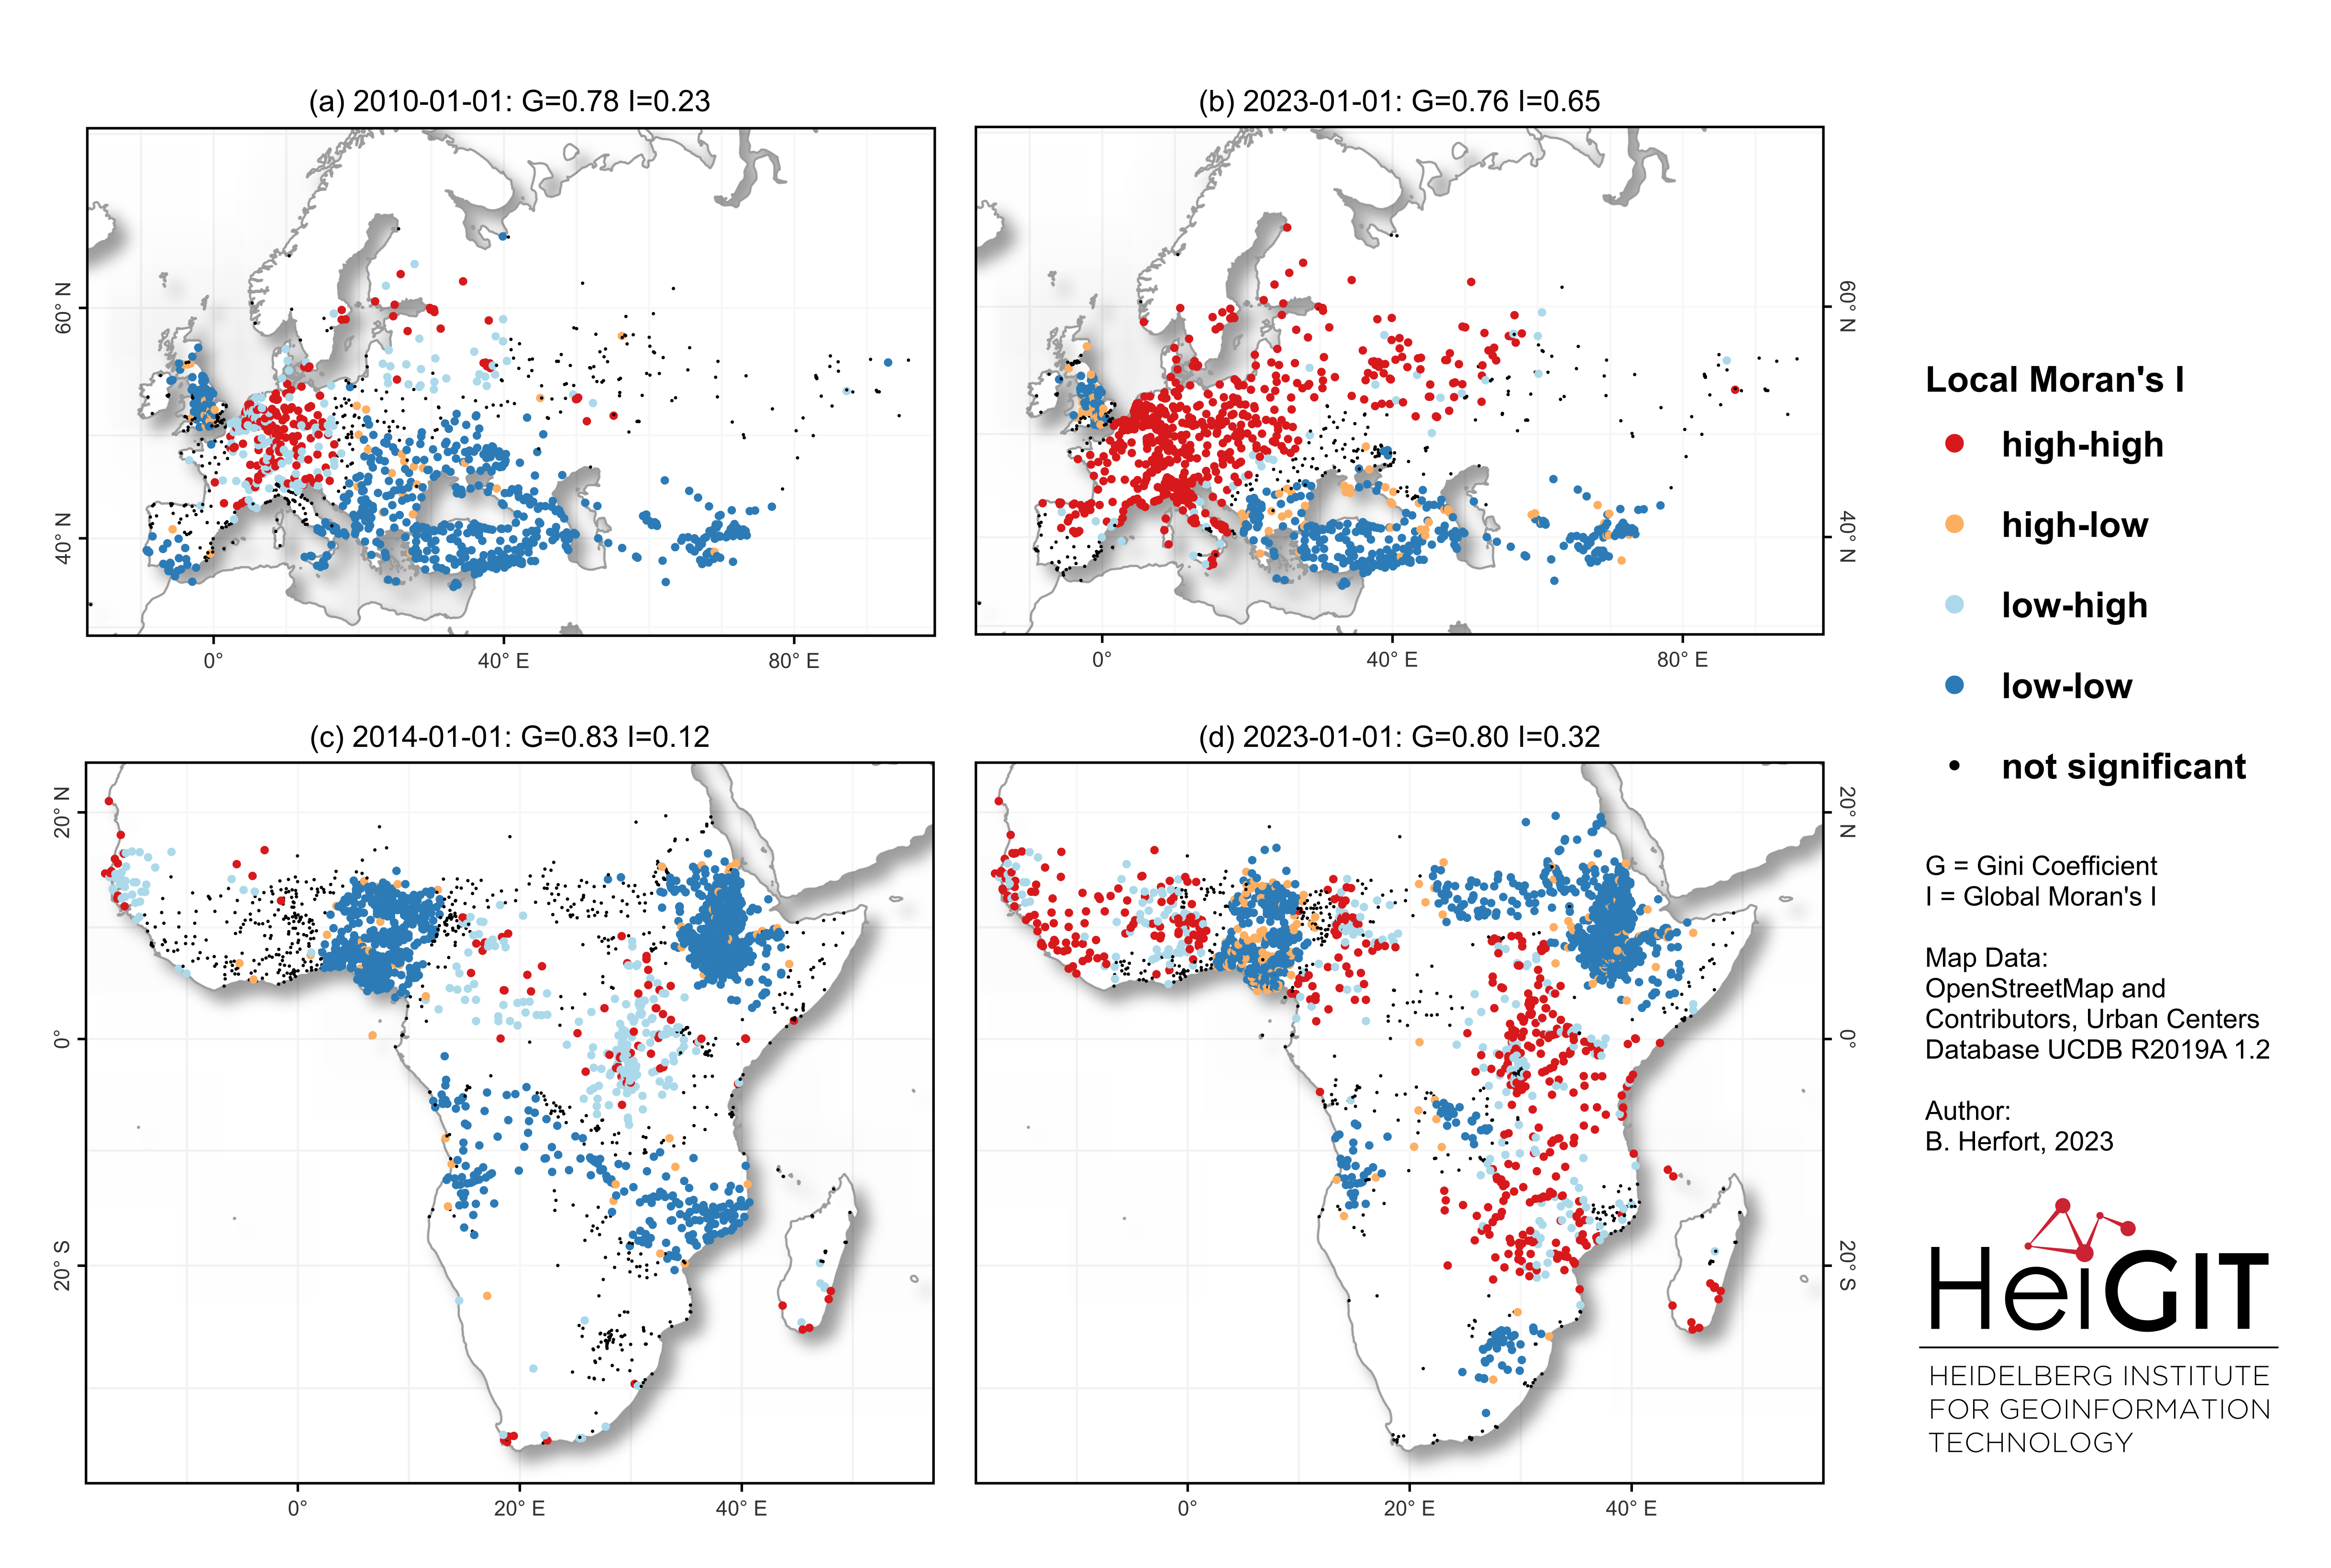 (a) 2010-01-01: G=0.78 I=0.23
(b) 2023-01-01: G=0.76 I=0.65
60° N
40° N
0°
40° E
80° E
60° N
40° N
0°
40° E
80° E
(c) 2014-01-01: G=0.83 I=0.12
(d) 2023-01-01: G=0.80 I=0.32
20° N
0°
20° S
0°
20° E
40° E
20° N
0°
20° S
0°
20° E
40° E
Local Moran's I
high-high
high-low
low-high
low-low
not significant
G = Gini Coefficient
I = Global Moran's I
Map Data:
OpenStreetMap and
Contributors, Urban Centers
Database UCDB R2019A 1.2
Author:
B. Herfort, 2023
HeiGIT
HEIDELBERG INSTITUTE
FOR GEOINFORMATION
TECHNOLOGY